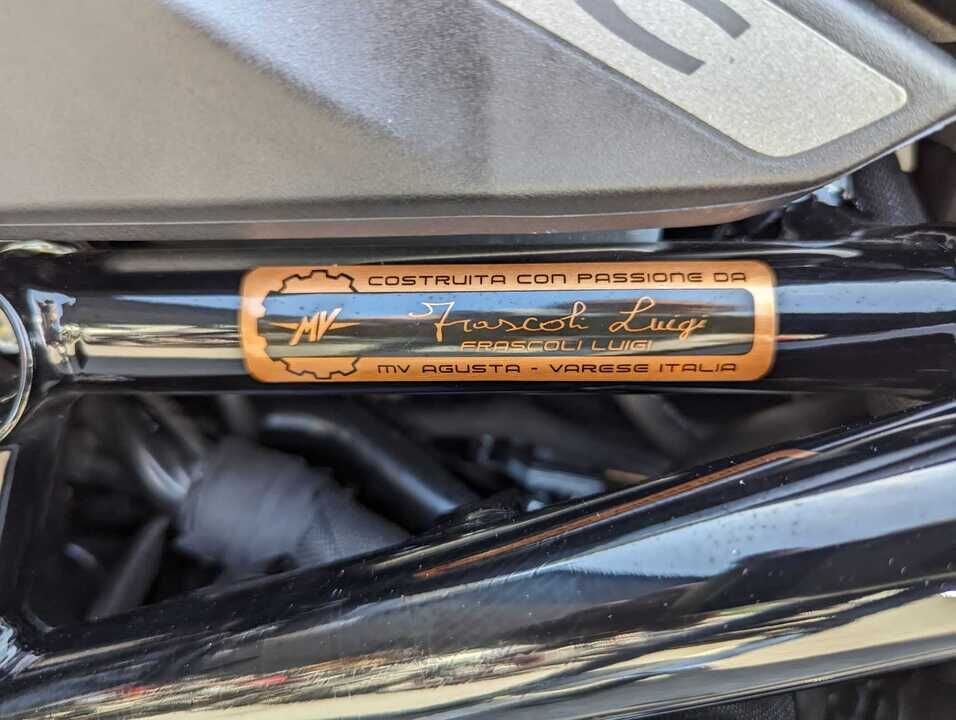 COSTRUITA CON PASSIONE DA
MV
Frascoli Luigi
FRASCOLI LUIGI
MV AGUSTA - VARESE ITALIA